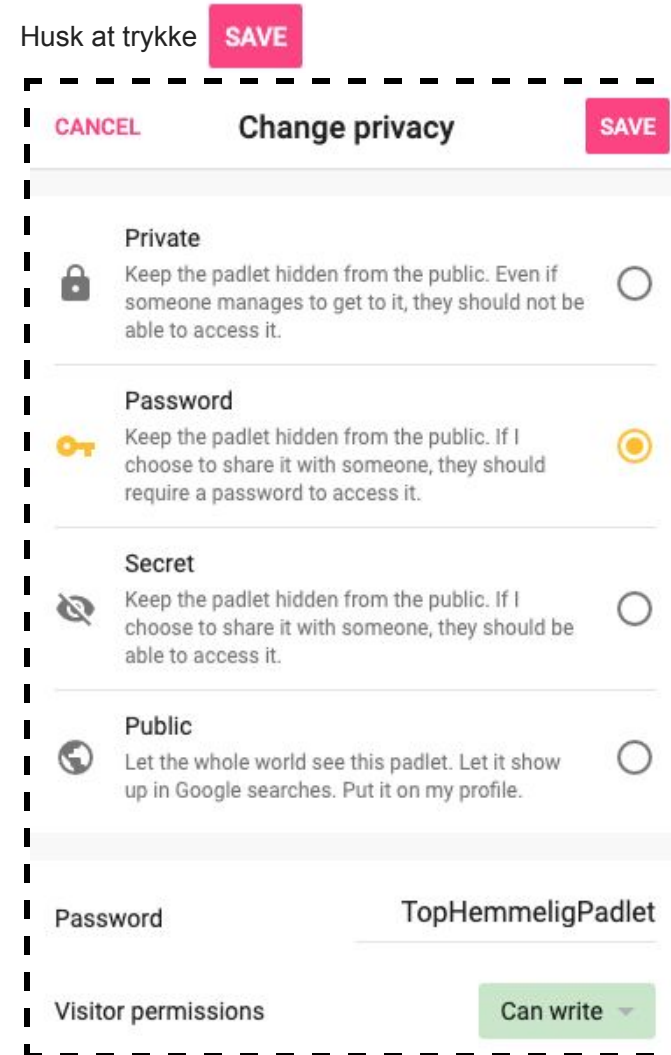 Husk at trykke SAVE
CANCEL Change privacy SAVE
Private
Keep the padlet hidden from the public. Even if
someone manages to get to it, they should not be
able to access it.
Password
Keep the padlet hidden from the public. If I
choose to share it with someone, they should
require a password to access it.
Secret
Keep the padlet hidden from the public. If I
choose to share it with someone, they should be
able to access it.
Public
Let the whole world see this padlet. Let it show
up in Google searches. Put it on my profile.
Password TopHemmeligPadlet
Visitor permissions Can write